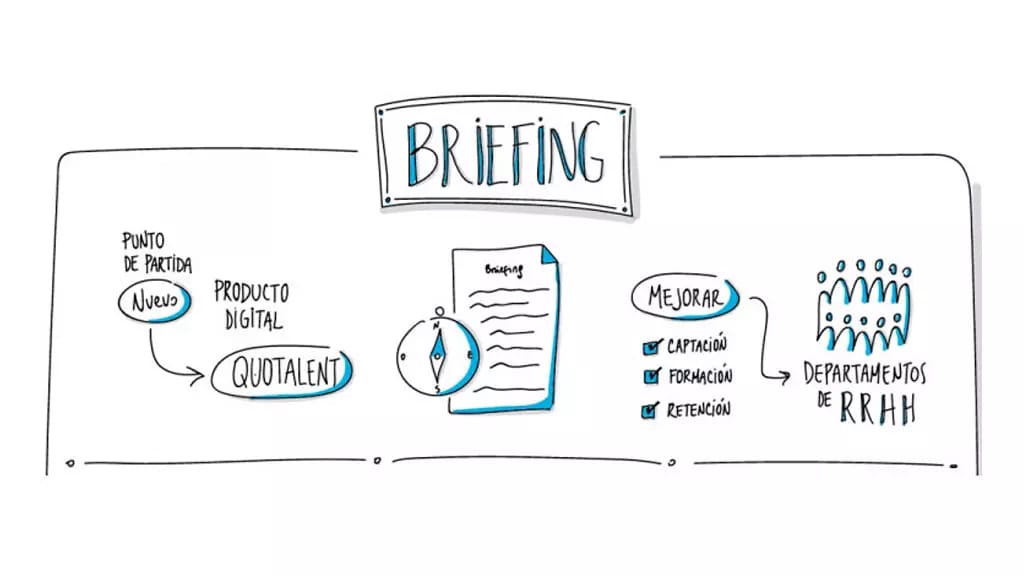 BRIEFING
PUNTO
DE PARTIDA
NUEVO
PRODUCTO
DIGITAL
QUOTALENT
Briefing
N
E
S
MEJORAR
CAPTACIÓN
FORMACIÓN
RETENCIÓN
DEPARTAMENTOS
DE RRHH